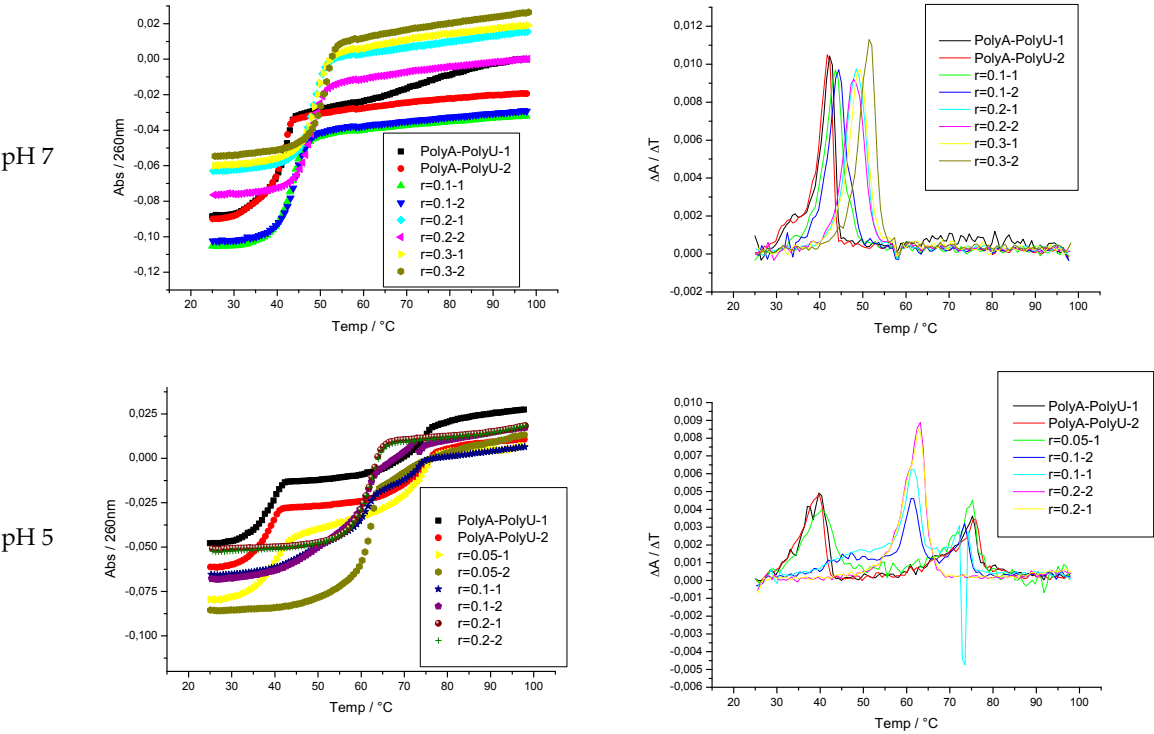 pH 7
Abs / 260nm
0,02
0,00
-0,02
-0,04
-0,06
-0,08
-0,10
-0,12
20 30 40 50 60 70 80 90 100
Temp / °C
PolyA-PolyU-1
PolyA-PolyU-2
r=0.1-1
r=0.1-2
r=0.2-1
r=0.2-2
r=0.3-1
r=0.3-2
ΔA / ΔT
0,012
0,010
0,008
0,006
0,004
0,002
0,000
-0,002
20 30 40 50 60 70 80 90 100
Temp / °C
PolyA-PolyU-1
PolyA-PolyU-2
r=0.1-1
r=0.1-2
r=0.2-1
r=0.2-2
r=0.3-1
r=0.3-2
pH 5
Abs / 260nm
0,025
0,000
-0,025
-0,050
-0,075
-0,100
20 30 40 50 60 70 80 90 100
Temp / °C
PolyA-PolyU-1
PolyA-PolyU-2
r=0.05-1
r=0.05-2
r=0.1-1
r=0.1-2
r=0.2-1
r=0.2-2
ΔA / ΔT
0,010
0,009
0,008
0,007
0,006
0,005
0,004
0,003
0,002
0,001
0,000
-0,001
-0,002
-0,003
-0,004
-0,005
-0,006
20 30 40 50 60 70 80 90 100
Temp / °C
PolyA-PolyU-1
PolyA-PolyU-2
r=0.05-1
r=0.1-2
r=0.1-1
r=0.2-2
r=0.2-1